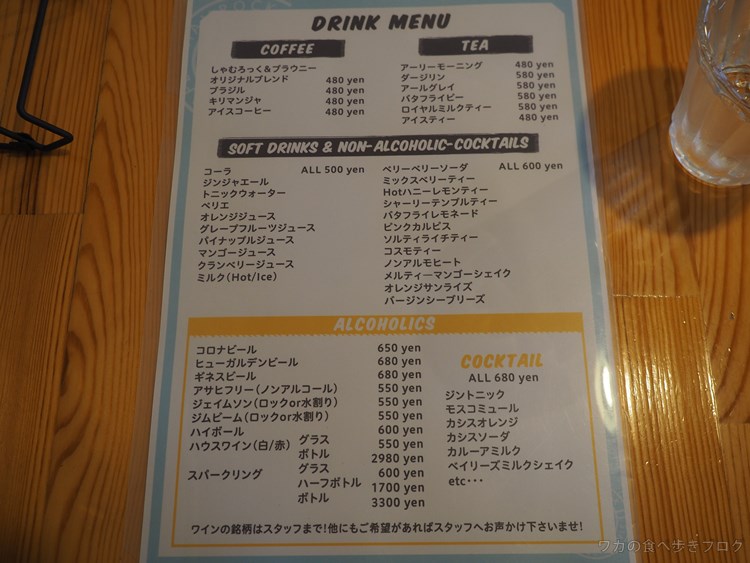 DRINK MENU
COFFEE
しゃむろっく&ブラウニー
オリジナルブレンド 480 yen
ブラジル 480 yen
キリマンジャ 480 yen
アイスコーヒー 480 yen
TEA
アーリーモーニング 480 yen
ダージリン 580 yen
アールグレイ 580 yen
バタフライピー 580 yen
ロイヤルミルクティー 580 yen
アイスティー 480 yen
SOFT DRINKS & NON-ALCOHOLIC-COCKTAILS
コーラ ALL 500 yen
ジンジャエール
トニックウォーター
ペリエ
オレンジジュース
グレープフルーツジュース
パイナップルジュース
マンゴージュース
クランベリージュース
ミルク(Hot/Ice)
ベリーベリーソーダ ALL 600 yen
ミックスベリーティー
Hotハニーレモンティー
シャーリーテンプルティー
バタフライレモネード
ピンクカルピス
ソルティライチティー
コスモティー
ノンアルモヒート
メルティーマンゴーシェイク
オレンジサンライズ
バージンシーブリーズ
ALCOHOLICS
コロナビール 650 yen
ヒューガルデンビール 680 yen
ギネスビール 680 yen
アサヒフリー(ノンアルコール) 550 yen
ジェイムソン(ロックor水割り) 550 yen
ジムビーム(ロックor水割り) 550 yen
ハイボール 600 yen
ハウスワイン(白/赤) グラス 550 yen
ボトル 2980 yen
スパークリング グラス 600 yen
ハーフボトル 1700 yen
ボトル 3300 yen
COCKTAIL
ALL 680 yen
ジントニック
モスコミュール
カシスオレンジ
カシスソーダ
カルーアミルク
ベイリーズミルクシェイク
etc・・・
ワインの銘柄はスタッフまで!他にもご希望があればスタッフへお声かけ下さいませ!
ワカの食べ歩きブログ